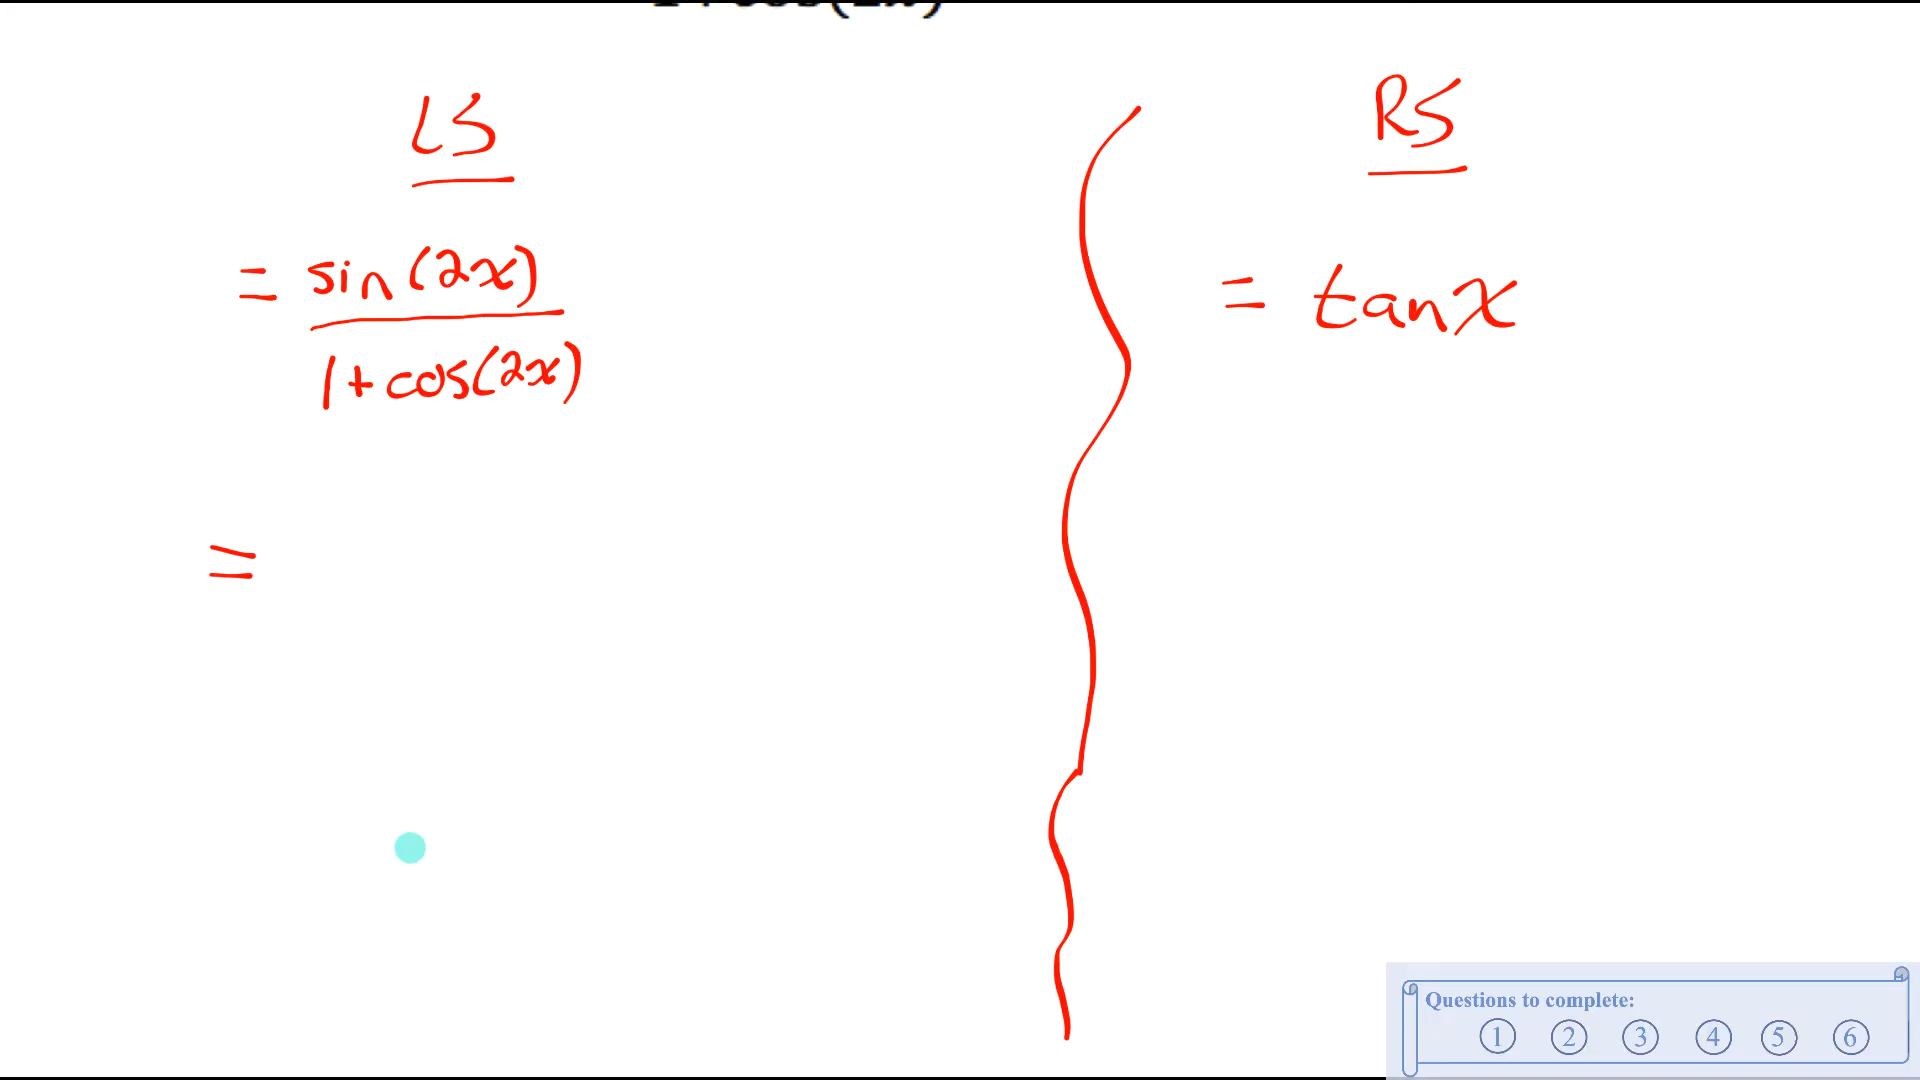 LS
= sin(2x)
1+cos(2x)
=
RS
= tanx
Questions to complete:
① ② ③ ④ ⑤ ⑥